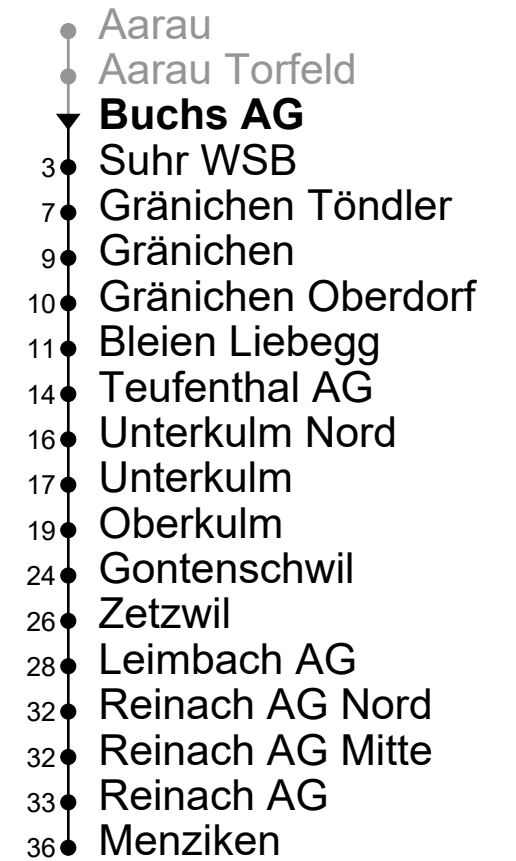 Aarau
Aarau Torfeld
Buchs AG
3 Suhr WSB
7 Gränichen Töndler
9 Gränichen
10 Gränichen Oberdorf
11 Bleien Liebegg
14 Teufenthal AG
16 Unterkulm Nord
17 Unterkulm
19 Oberkulm
24 Gontenschwil
26 Zetzwil
28 Leimbach AG
32 Reinach AG Nord
32 Reinach AG Mitte
33 Reinach AG
36 Menziken